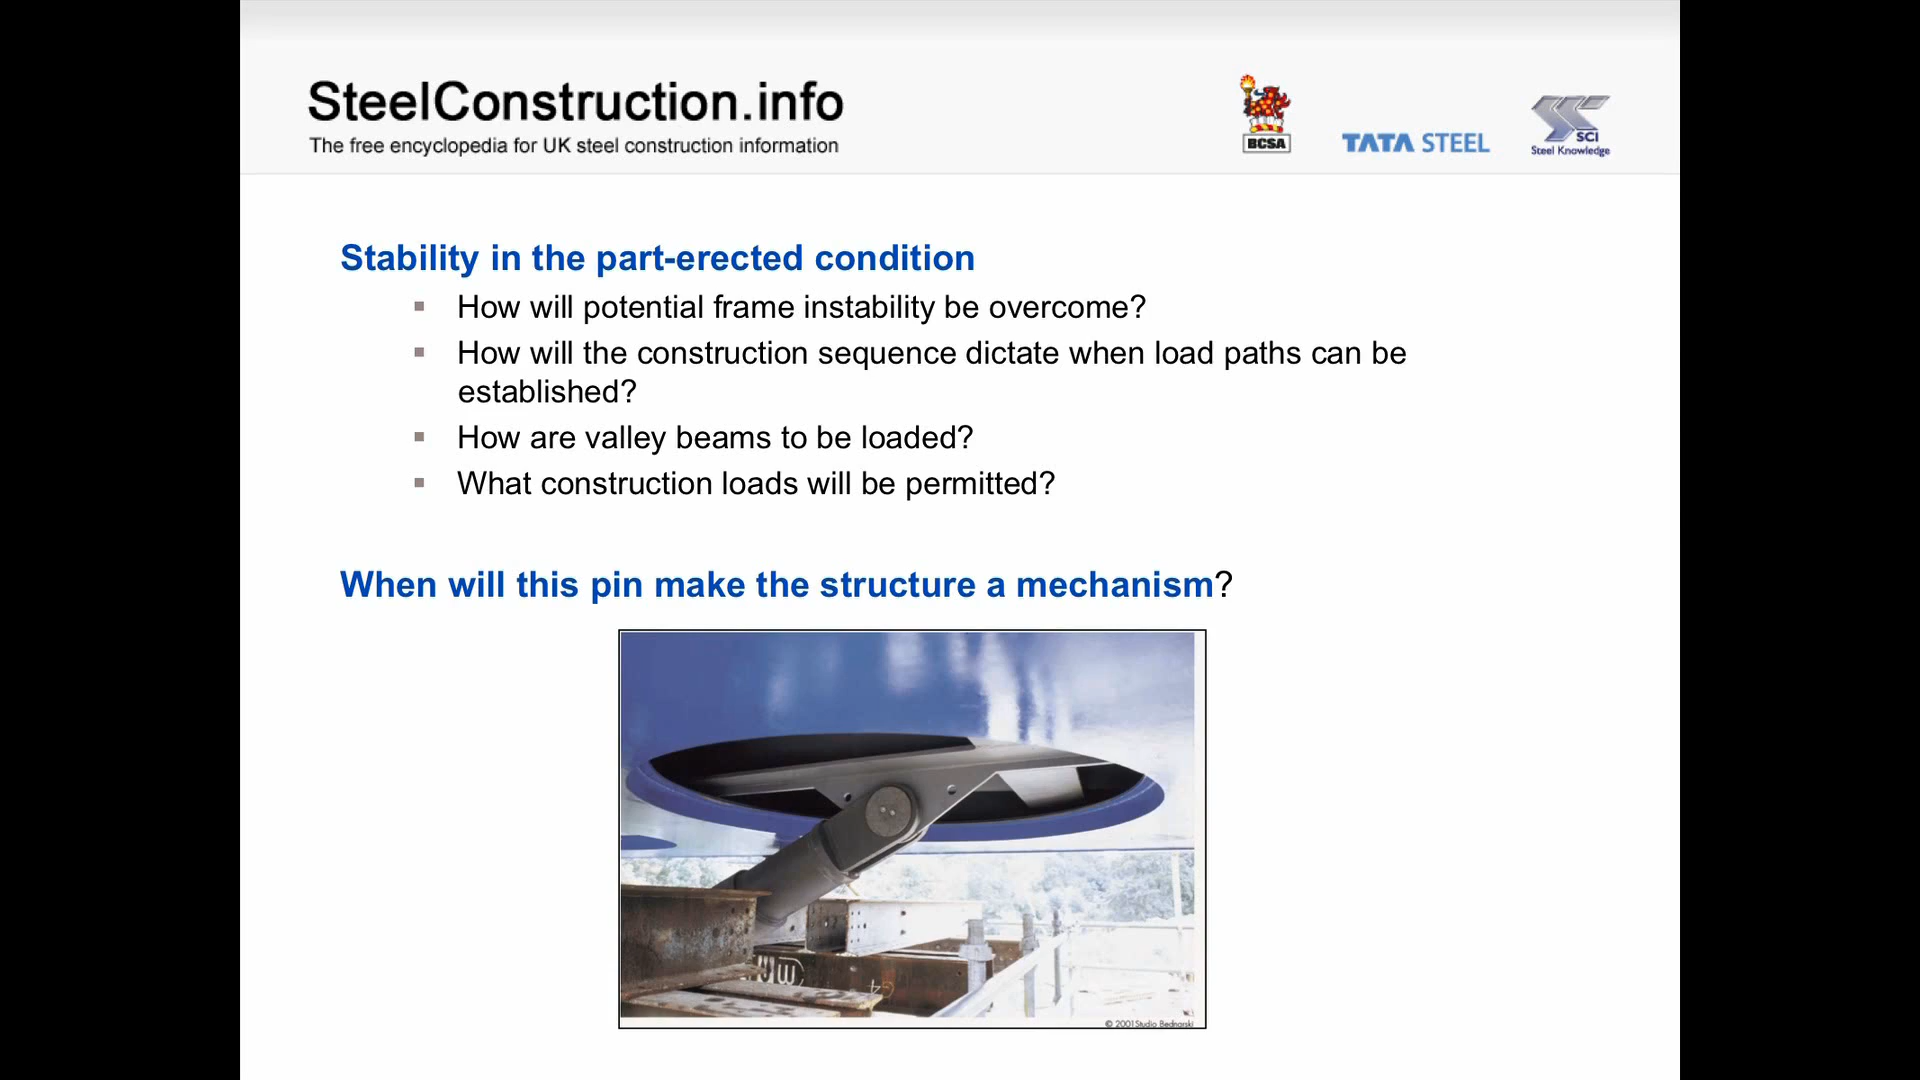 SteelConstruction.info
The free encyclopedia for UK steel construction information
BCSA
TATA STEEL
SCI
Steel Knowledge
Stability in the part-erected condition
How will potential frame instability be overcome?
How will the construction sequence dictate when load paths can be
established?
How are valley beams to be loaded?
What construction loads will be permitted?
When will this pin make the structure a mechanism?
© 2001 Studio Bednarski